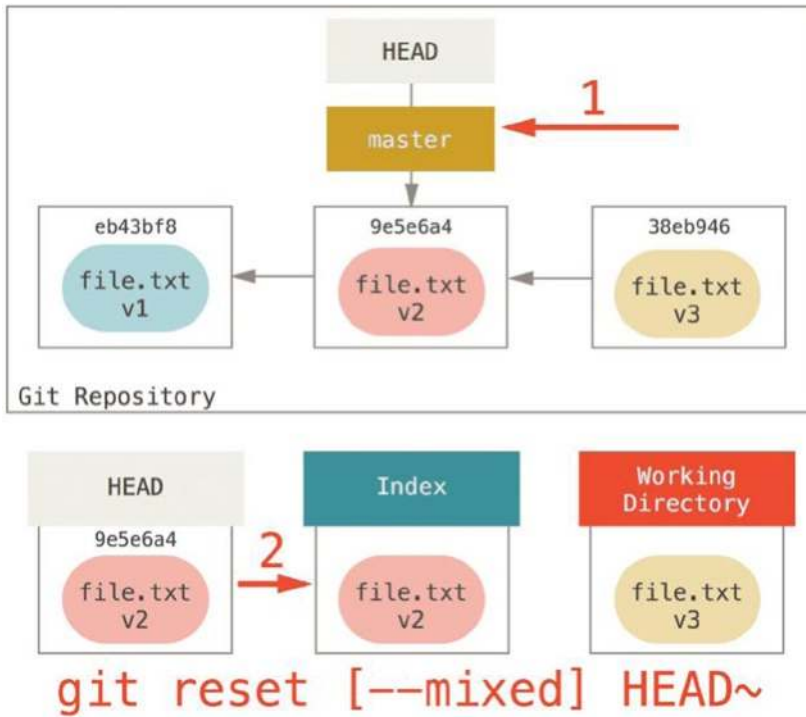 HEAD
1
master
eb43bf8
file.txt
v1
9e5e6a4
file.txt
v2
38eb946
file.txt
v3
Git Repository
HEAD
9e5e6a4
file.txt
v2
2
Index
file.txt
v2
Working
Directory
file.txt
v3
git reset [--mixed] HEAD~